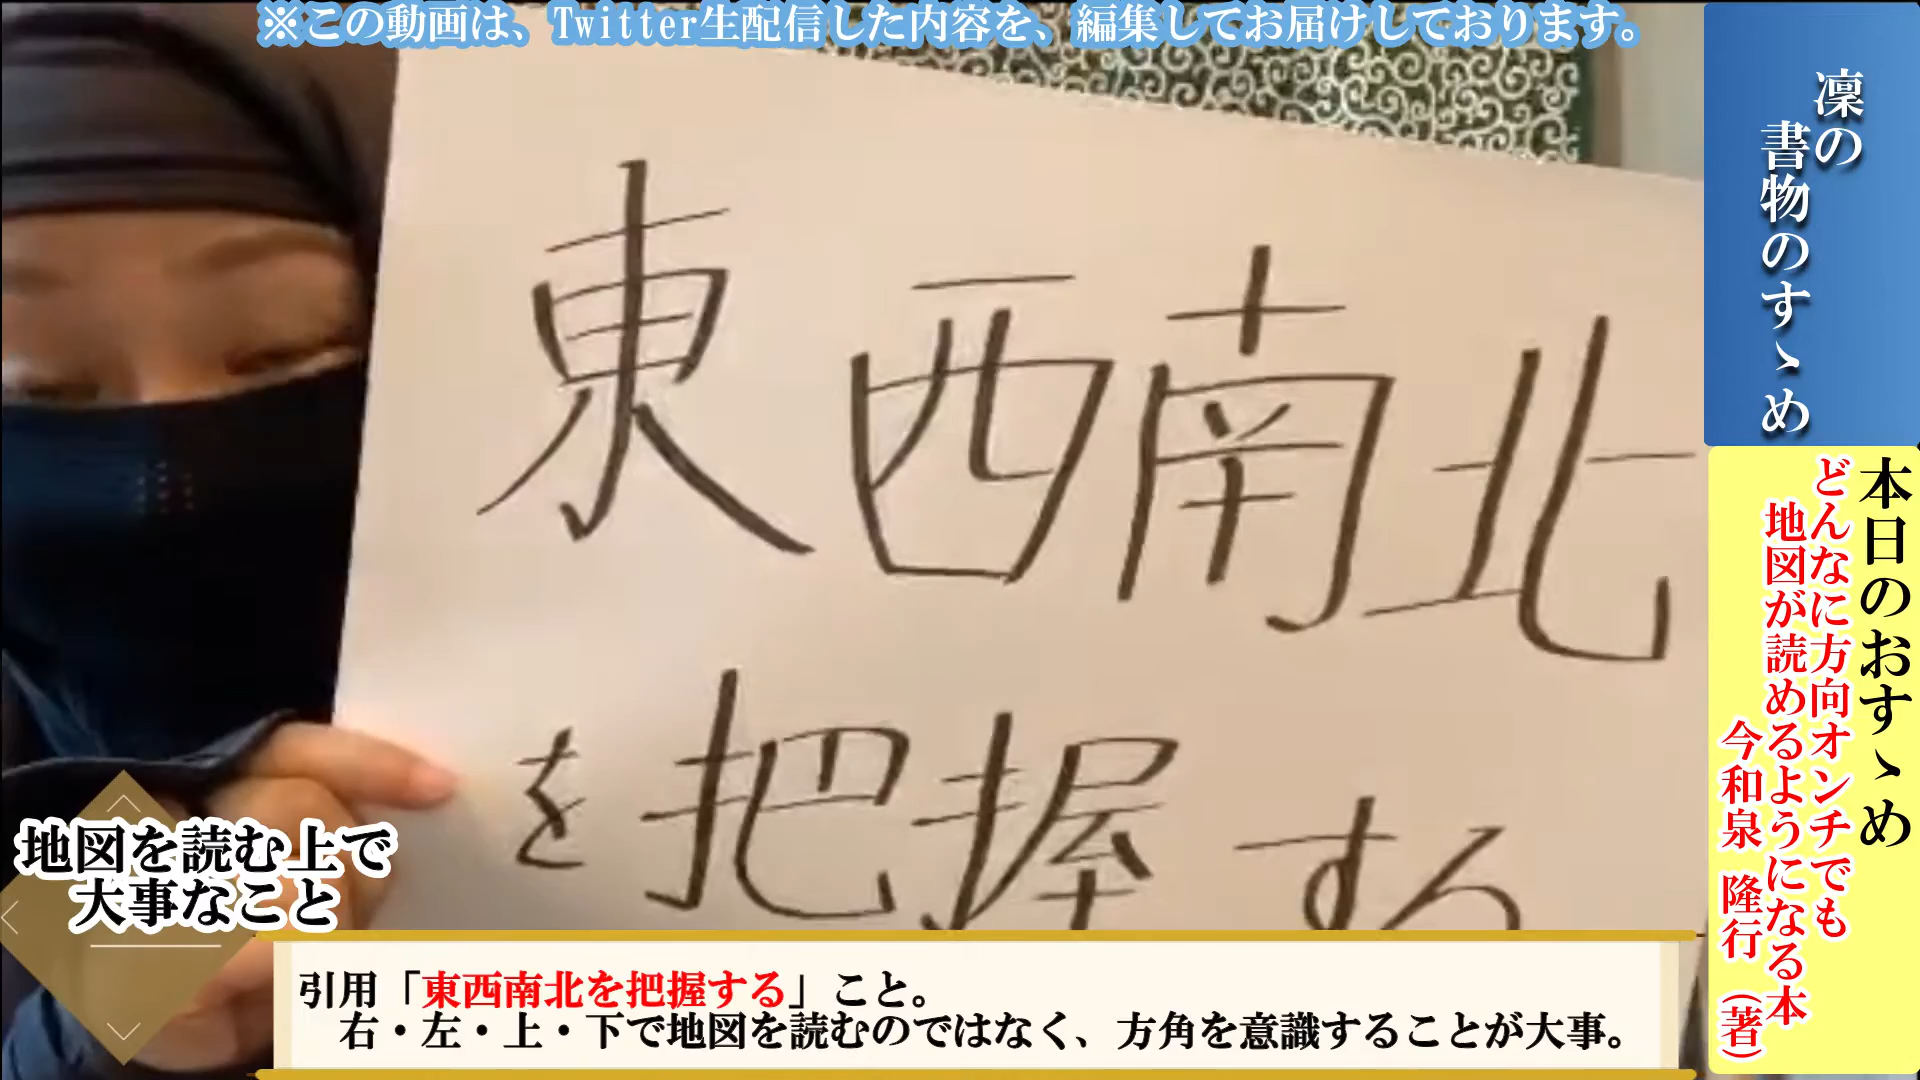 ※この動画は、Twitter生配信した内容を、編集してお届けしております。
凜の
書物のすゝめ
東西南北
を把握する
本日のおすゝめ
どんなに方向オンチでも
地図が読めるようになる本
今和泉 隆行（著）
地図を読む上で
大事なこと
引用「東西南北を把握する」こと。
右・左・上・下で地図を読むのではなく、方角を意識することが大事。